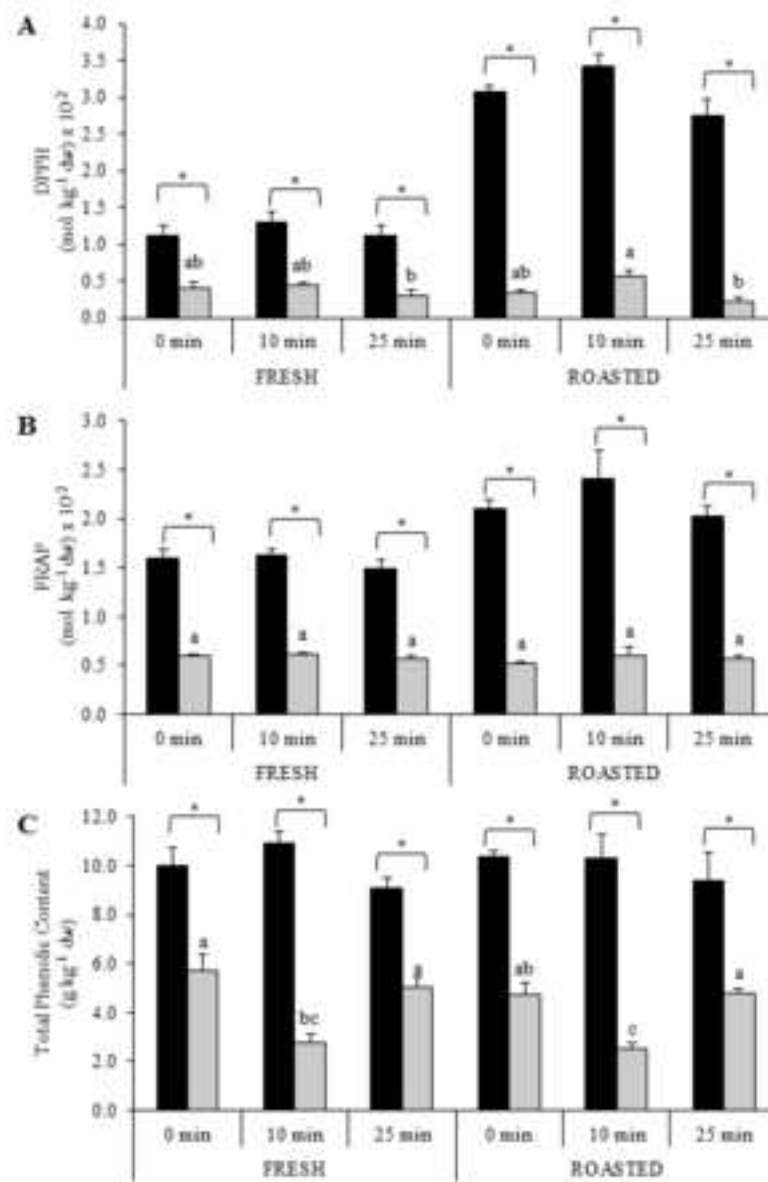 A
4.0
3.5
3.0
2.5
2.0
1.5
1.0
0.5
0.0
DPPH
(mol kg⁻¹ dw) x 10²
* * * * * *
ab ab b ab a b
0 min 10 min 25 min 0 min 10 min 25 min
FRESH ROASTED
B
3.0
2.5
2.0
1.5
1.0
0.5
0.0
FRAP
(mol kg⁻¹ dw) x 10²
* * * * * *
a a a a a a
0 min 10 min 25 min 0 min 10 min 25 min
FRESH ROASTED
C
12.0
10.0
8.0
6.0
4.0
2.0
0.0
Total Phenolic Content
(g kg⁻¹ dw)
* * * * * *
a bc a ab c a
0 min 10 min 25 min 0 min 10 min 25 min
FRESH ROASTED